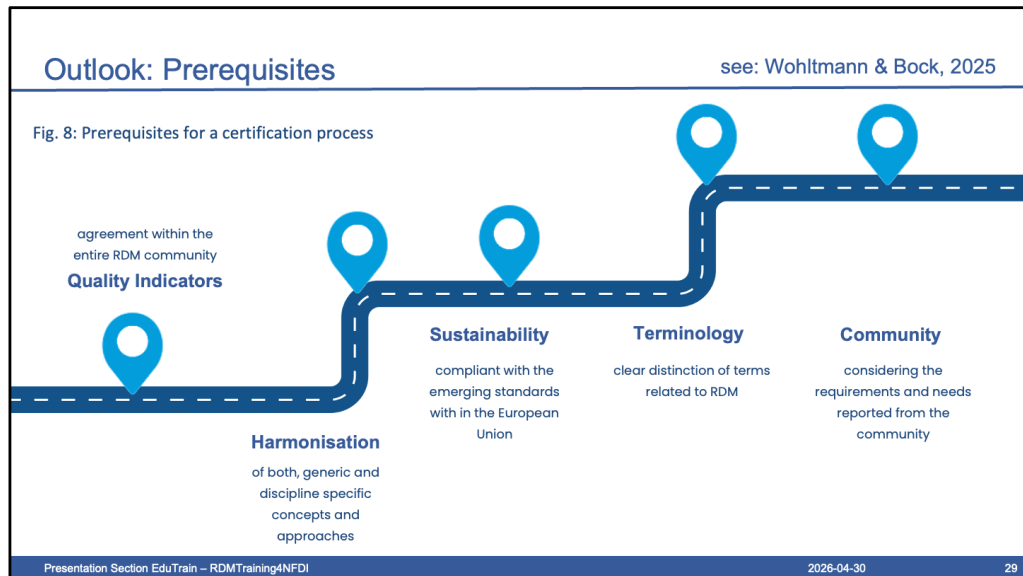 Outlook: Prerequisites
see: Wohltmann & Bock, 2025
Fig. 8: Prerequisites for a certification process
agreement within the
entire RDM community
Quality Indicators
Harmonisation
of both, generic and
discipline specific
concepts and
approaches
Sustainability
compliant with the
emerging standards
with in the European
Union
Terminology
clear distinction of terms
related to RDM
Community
considering the
requirements and needs
reported from the
community
Presentation Section EduTrain – RDMTraining4NFDI
2026-04-30
29